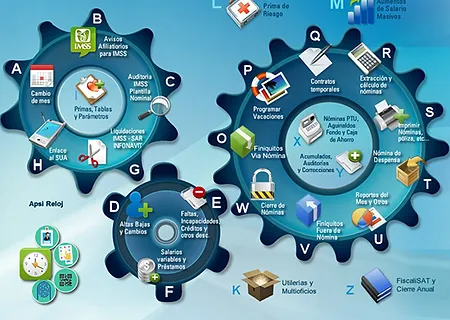 L
Prima de
Riesgo
M
Aumentos
de Salario
Masivos
B
IMSS
Avisos
Afiliatorios
para IMSS
A
Cambio
de mes
Auditoria
IMSS
Plantilla
Nominal
C
Primas, Tablas
y Parámetros
Enlace
al SUA
Liquidaciones
IMSS - SAR
INFONAVIT
H
G
Q
Contratos
temporales
R
Extracción y
cálculo de
nóminas
P
Programar
Vacaciones
S
Imprimir,
póliza, etc...
Nóminas PTU,
Aguinaldos
Fondo y Caja
de Ahorro
X
O
Finiquitos
Vía Nómina
Acumulados,
Auditorías
y Correcciones
Y
Nómina de
Despensa
T
W
Cierre de
Nóminas
Finiquitos
Fuera de
Nómina
V
Reportes del
Mes y Otros
U
Apsi Reloj
D
Altas Bajas
y Cambios
E
Faltas,
Incapacidades,
Créditos y
otros desc.
Salarios
variables y
Préstamos
F
K
Utilerias y
Multioficios
Z
FiscaliSAT y
Cierre Anual